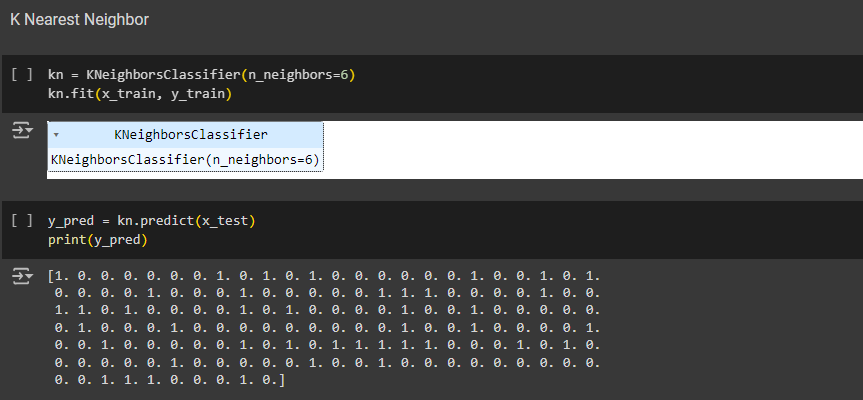 K Nearest Neighbor
[ ] kn = KNeighborsClassifier(n_neighbors=6)
kn.fit(x_train, y_train)
KNeighborsClassifier
KNeighborsClassifier(n_neighbors=6)
[ ] y_pred = kn.predict(x_test)
print(y_pred)
[1. 0. 0. 0. 0. 0. 0. 1. 0. 1. 0. 1. 0. 0. 0. 0. 0. 0. 1. 0. 0. 1. 0. 1.
0. 0. 0. 0. 1. 0. 0. 0. 1. 0. 0. 0. 0. 0. 1. 1. 1. 0. 0. 0. 0. 1. 0. 0.
1. 1. 0. 1. 0. 0. 0. 0. 1. 0. 1. 0. 0. 0. 0. 0. 1. 0. 0. 1. 0. 0. 0. 0. 0. 0.
0. 1. 0. 0. 0. 1. 0. 0. 0. 0. 0. 0. 0. 0. 0. 1. 0. 0. 1. 0. 0. 0. 0. 1.
0. 0. 1. 0. 0. 0. 0. 0. 1. 0. 1. 0. 1. 1. 1. 1. 1. 0. 0. 0. 1. 0. 1. 0.
0. 0. 0. 0. 0. 1. 0. 0. 0. 0. 0. 1. 0. 0. 1. 0. 0. 0. 0. 0. 0. 0. 0. 0.
0. 0. 1. 1. 1. 0. 0. 0. 1. 0.]